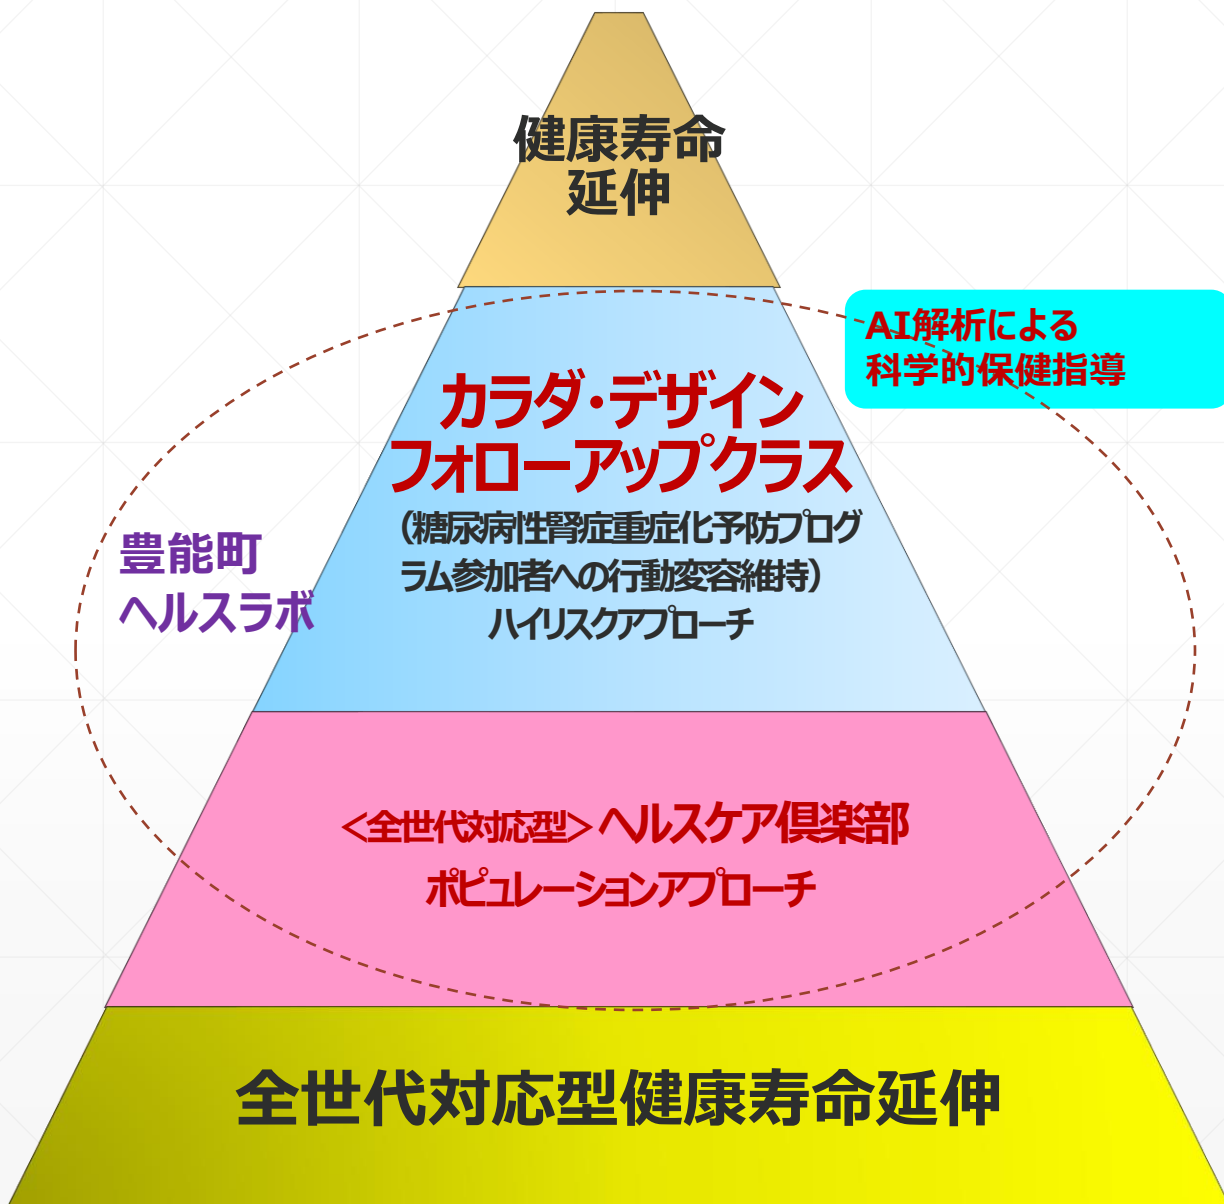 健康寿命
延伸
AI解析による
科学的保健指導
カラダ・デザイン
フォローアップクラス
（糖尿病性腎症重症化予防プログ
ラム参加者への行動変容維持）
ハイリスクアプローチ
豊能町
ヘルスラボ
＜全世代対応型＞ヘルスケア倶楽部
ポピュレーションアプローチ
全世代対応型健康寿命延伸